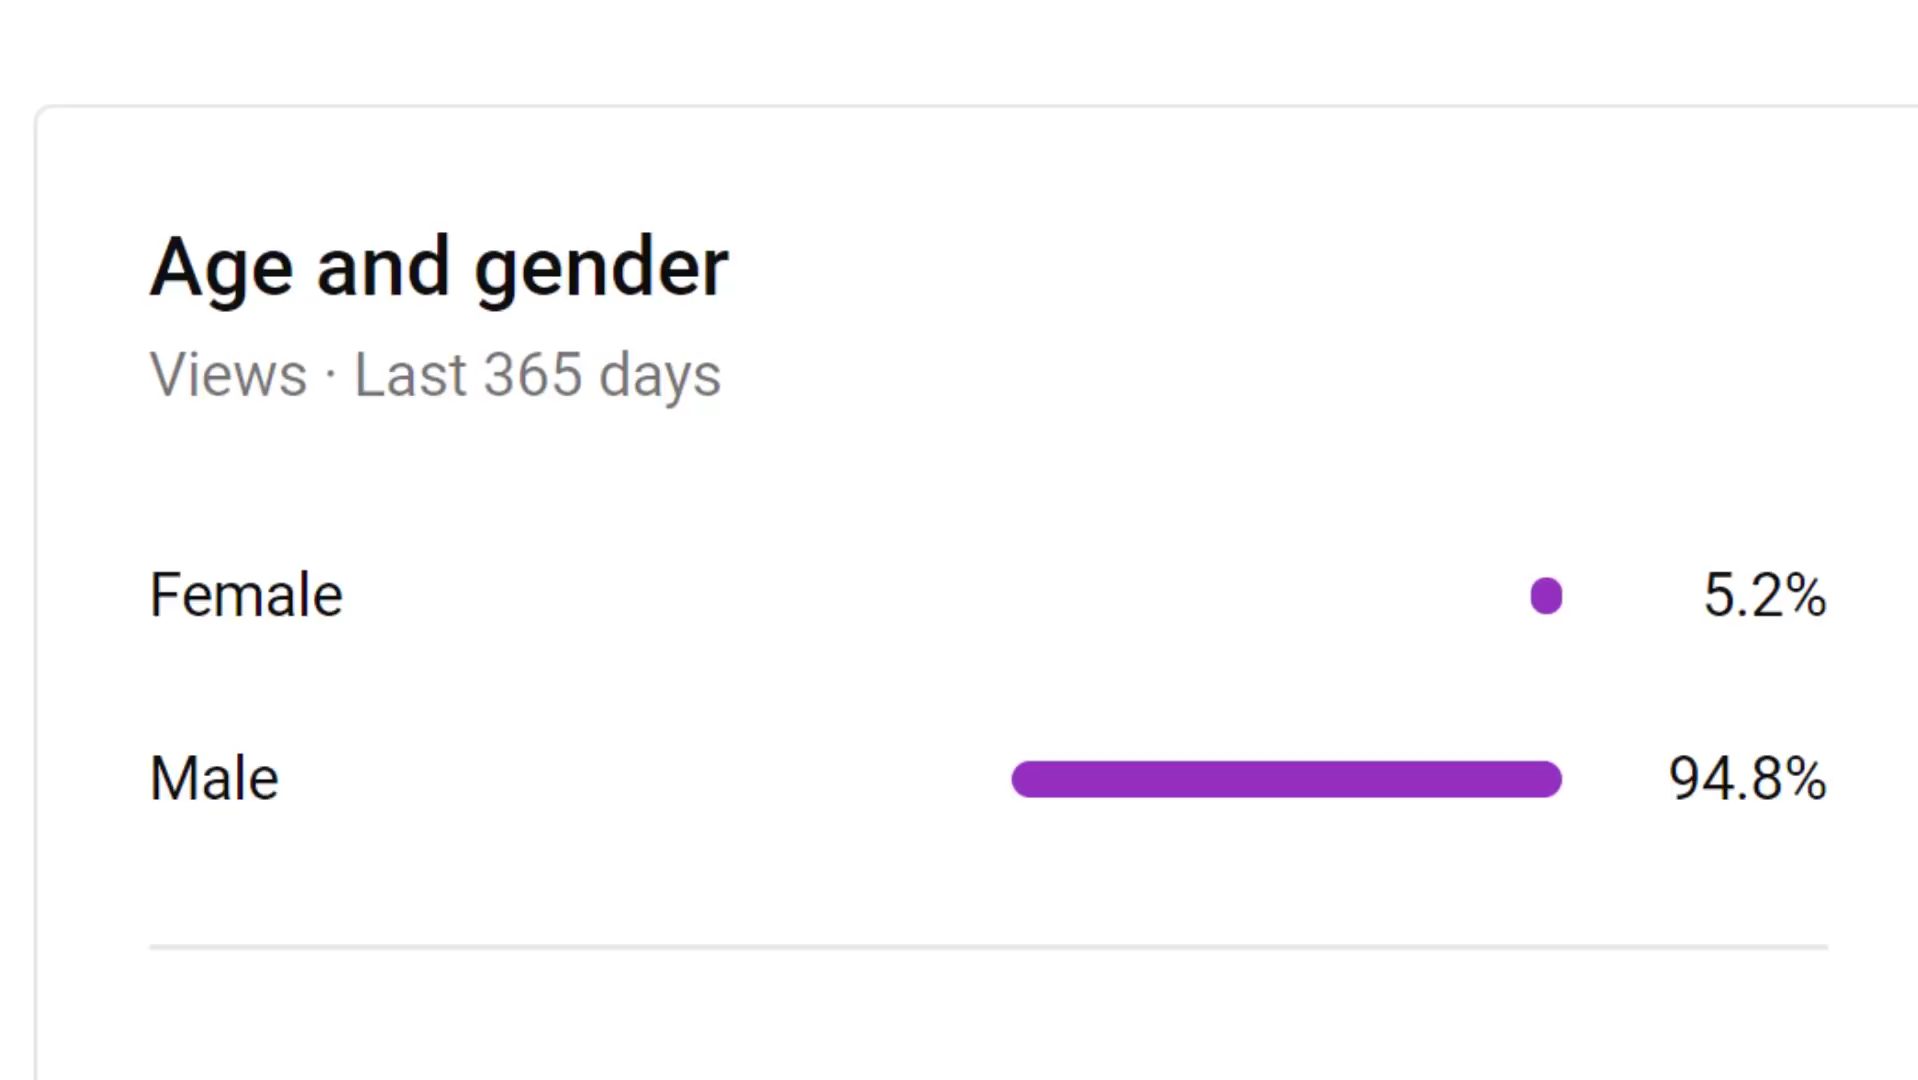 Age and gender
Views · Last 365 days
Female 5.2%
Male 94.8%